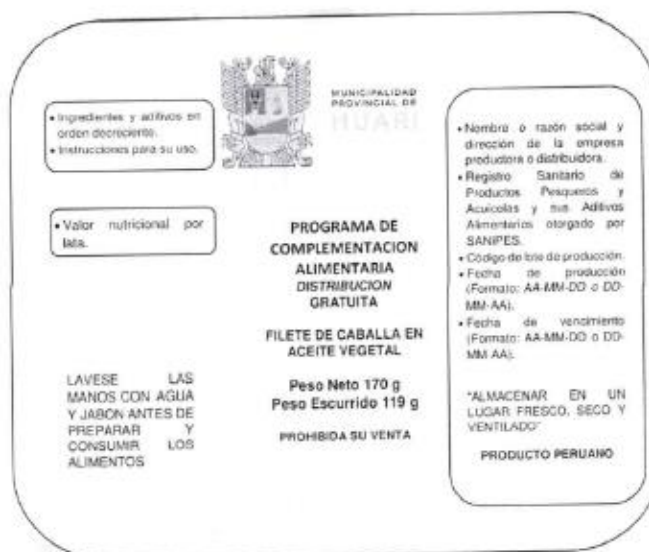 • Ingredientes y aditivos en
orden decreciente.
• Instrucciones para su uso.
• Valor nutricional por
lata.
LAVESE LAS
MANOS CON AGUA
Y JABON ANTES DE
PREPARAR Y
CONSUMIR LOS
ALIMENTOS
MUNICIPALIDAD
PROVINCIAL DE
HUARI
PROGRAMA DE
COMPLEMENTACION
ALIMENTARIA
DISTRIBUCION
GRATUITA
FILETE DE CABALLA EN
ACEITE VEGETAL
Peso Neto 170 g
Peso Escurrido 119 g
PROHIBIDA SU VENTA
• Nombre o razón social y
dirección de la empresa
productora o distribuidora.
• Registro Sanitario de
Productos Pesqueros y
Acuícolas y sus Aditivos
Alimentarios otorgado por
SANIPES.
• Código de lote de producción.
• Fecha de producción
(Formato: AA-MM-DD o DD-
MM-AA).
• Fecha de vencimiento
(Formato: AA-MM-DD o DD-
MM AA).
"ALMACENAR EN UN
LUGAR FRESCO, SECO Y
VENTILADO"
PRODUCTO PERUANO